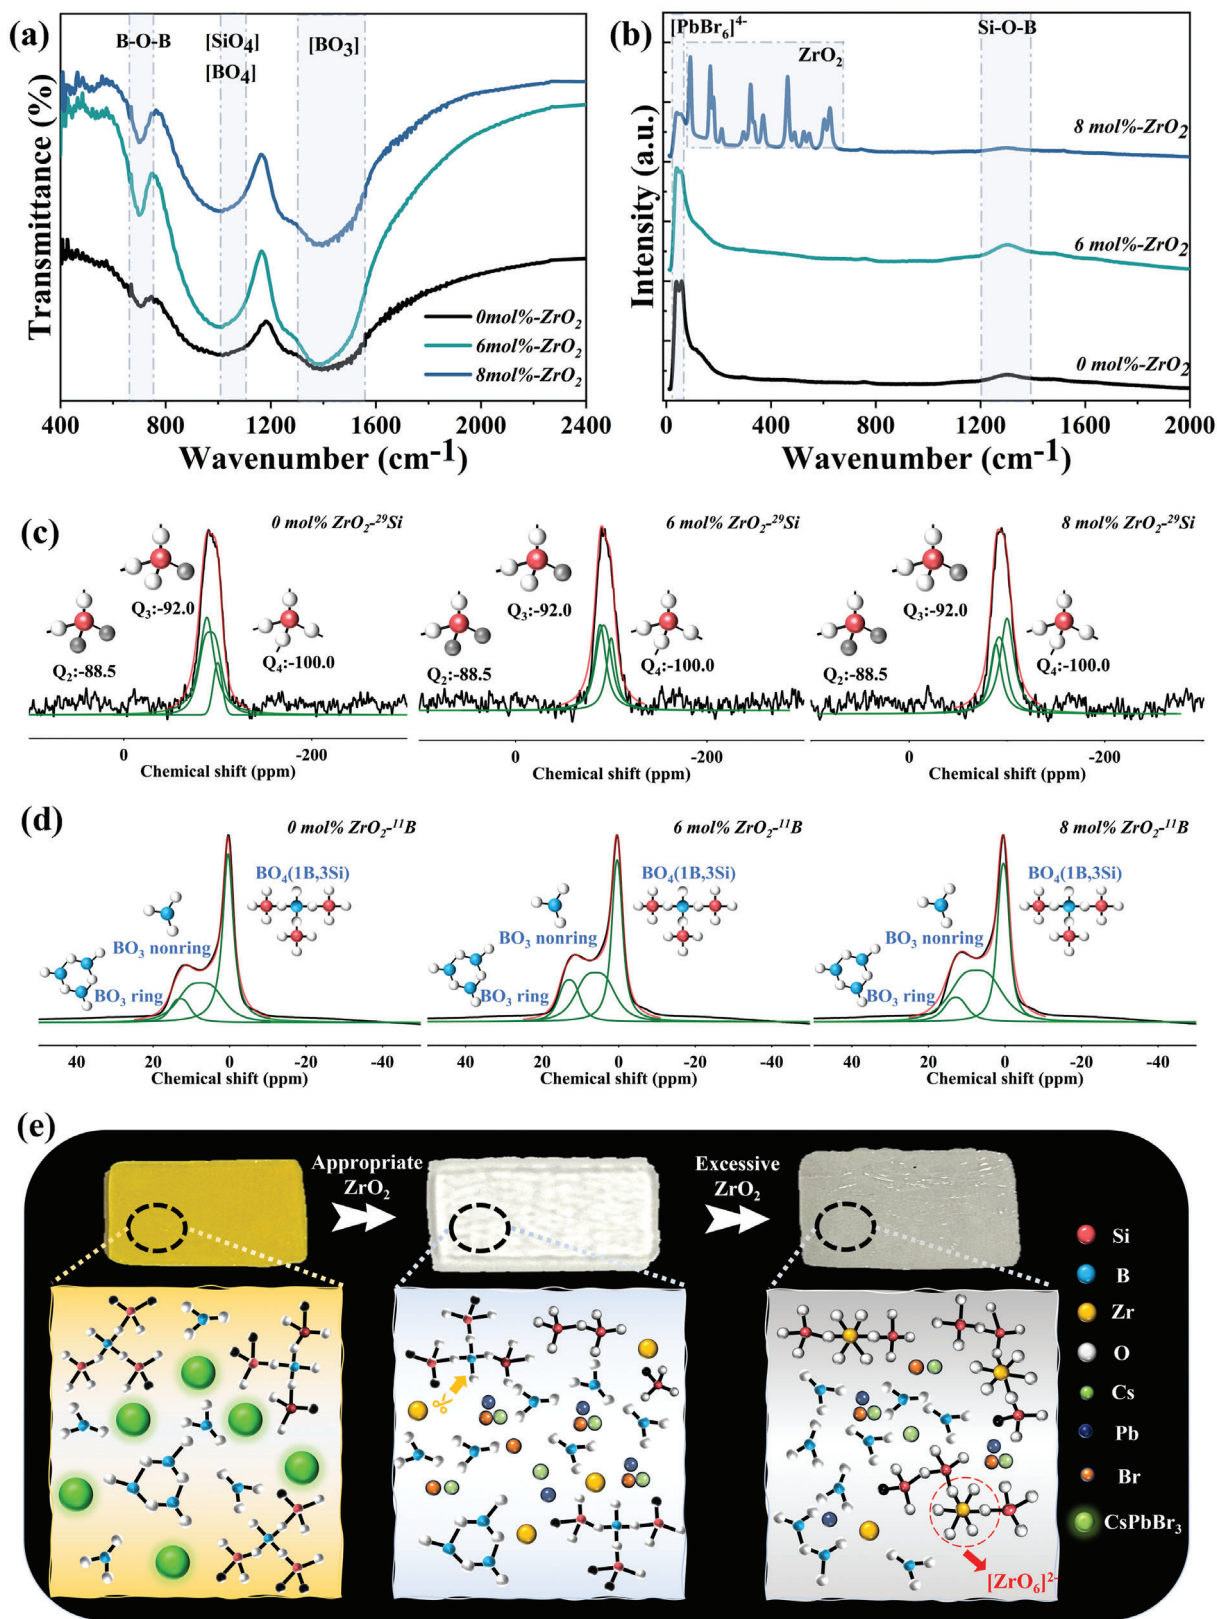 (a)
B-O-B
[SiO4]
[BO4]
[BO3]
Transmittance (%)
0mol%-ZrO2
6mol%-ZrO2
8mol%-ZrO2
400 800 1200 1600 2000 2400
Wavenumber (cm-1)
(b)
[PbBr6]4-
ZrO2
Si-O-B
Intensity (a.u.)
8 mol%-ZrO2
6 mol%-ZrO2
0 mol%-ZrO2
0 400 800 1200 1600 2000
Wavenumber (cm-1)
(c)
0 mol% ZrO2-29Si
Q3:-92.0
Q2:-88.5
Q4:-100.0
0 -200
Chemical shift (ppm)
6 mol% ZrO2-29Si
Q3:-92.0
Q2:-88.5
Q4:-100.0
0 -200
Chemical shift (ppm)
8 mol% ZrO2-29Si
Q3:-92.0
Q2:-88.5
Q4:-100.0
0 -200
Chemical shift (ppm)
(d)
0 mol% ZrO2-11B
BO4(1B,3Si)
BO3 nonring
BO3 ring
40 20 0 -20 -40
Chemical shift (ppm)
6 mol% ZrO2-11B
BO4(1B,3Si)
BO3 nonring
BO3 ring
40 20 0 -20 -40
Chemical shift (ppm)
8 mol% ZrO2-11B
BO4(1B,3Si)
BO3 nonring
BO3 ring
40 20 0 -20 -40
Chemical shift (ppm)
(e)
Appropriate
ZrO2
Excessive
ZrO2
Si
B
Zr
O
Cs
Pb
Br
CsPbBr3
[ZrO6]2-